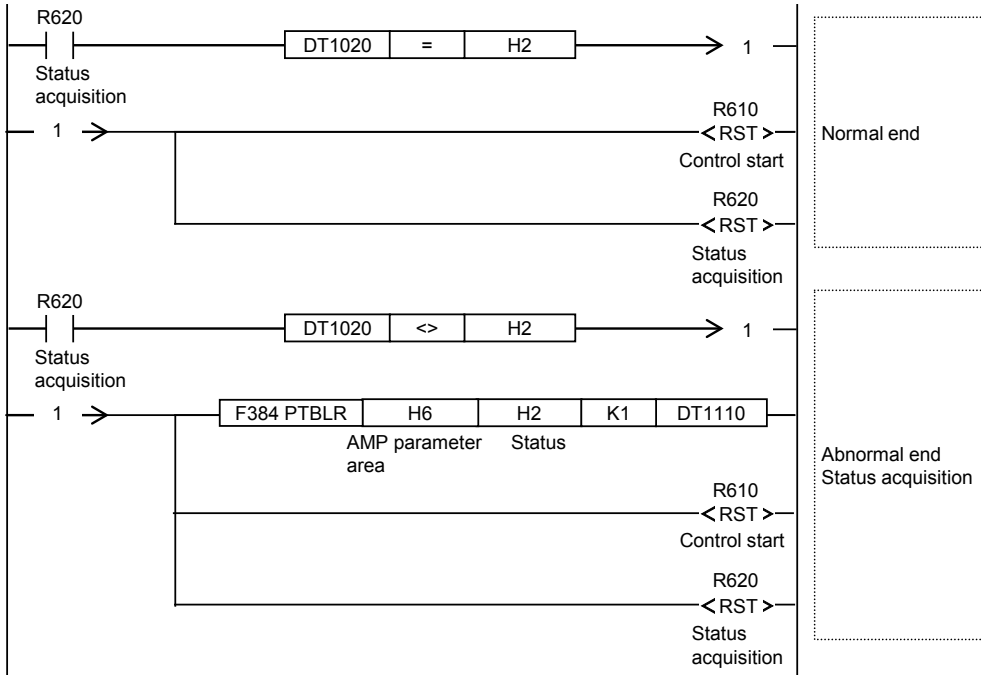 R620
DT1020 = H2 1
Status
acquisition
1
R610
< RST >
Control start
R620
< RST >
Status
acquisition
Normal end
R620
DT1020 <> H2 1
Status
acquisition
1
F384 PTBLR H6 H2 K1 DT1110
AMP parameter
area
Status
R610
< RST >
Control start
R620
< RST >
Status
acquisition
Abnormal end
Status acquisition